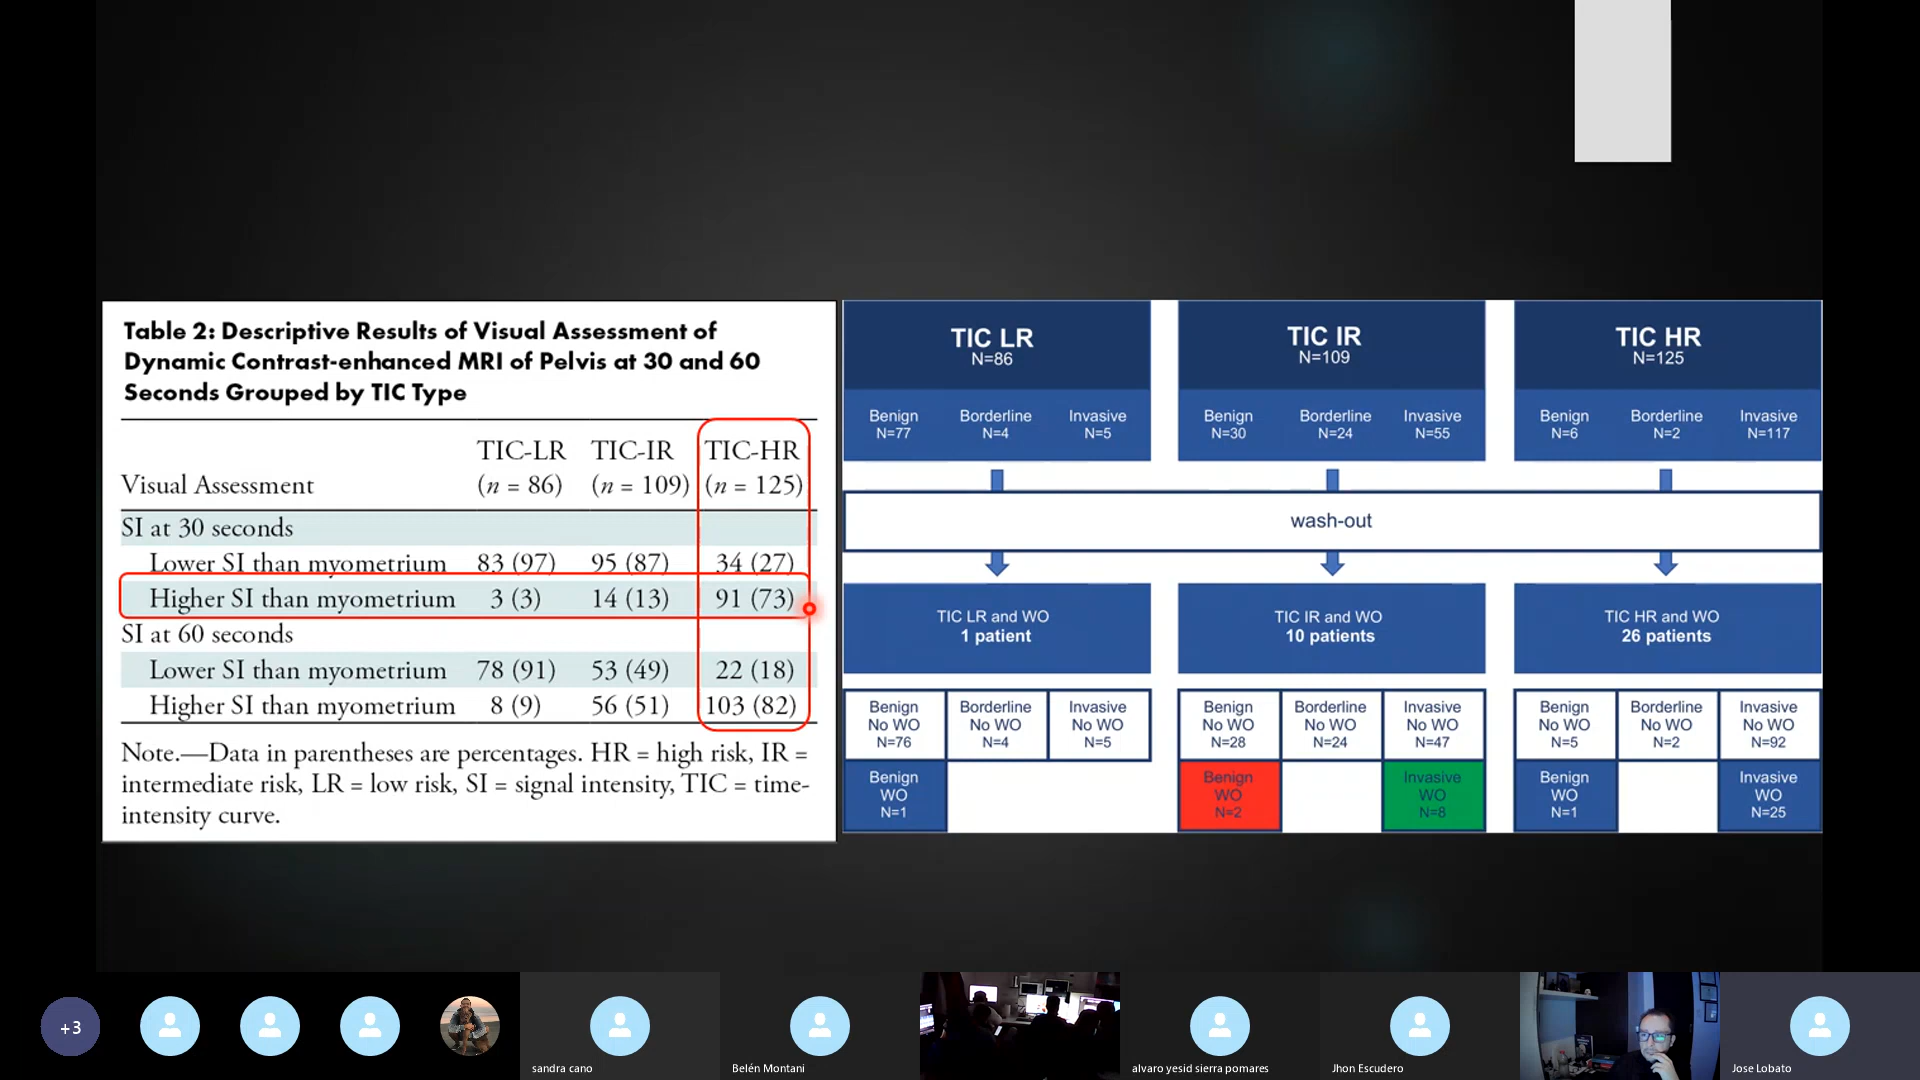 Table 2: Descriptive Results of Visual Assessment of
Dynamic Contrast-enhanced MRI of Pelvis at 30 and 60
Seconds Grouped by TIC Type
Visual Assessment TIC-LR (n = 86) TIC-IR (n = 109) TIC-HR (n = 125)
SI at 30 seconds
Lower SI than myometrium 83 (97) 95 (87) 34 (27)
Higher SI than myometrium 3 (3) 14 (13) 91 (73)
SI at 60 seconds
Lower SI than myometrium 78 (91) 53 (49) 22 (18)
Higher SI than myometrium 8 (9) 56 (51) 103 (82)
Note.—Data in parentheses are percentages. HR = high risk, IR =
intermediate risk, LR = low risk, SI = signal intensity, TIC = time-
intensity curve.
TIC LR
N=86
Benign Borderline Invasive
N=77 N=4 N=5
TIC IR
N=109
Benign Borderline Invasive
N=30 N=24 N=55
TIC HR
N=125
Benign Borderline Invasive
N=6 N=2 N=117
wash-out
TIC LR and WO
1 patient
TIC IR and WO
10 patients
TIC HR and WO
26 patients
Benign Borderline Invasive
No WO No WO No WO
N=76 N=4 N=5
Benign
WO
N=1
Benign Borderline Invasive
No WO No WO No WO
N=28 N=24 N=47
Benign Invasive
WO WO
N=2 N=8
Benign Borderline Invasive
No WO No WO No WO
N=5 N=2 N=92
Benign Invasive
WO WO
N=1 N=25
+3
sandra cano
Belén Montani
alvaro yesid sierra pomares
Jhon Escudero
Jose Lobato